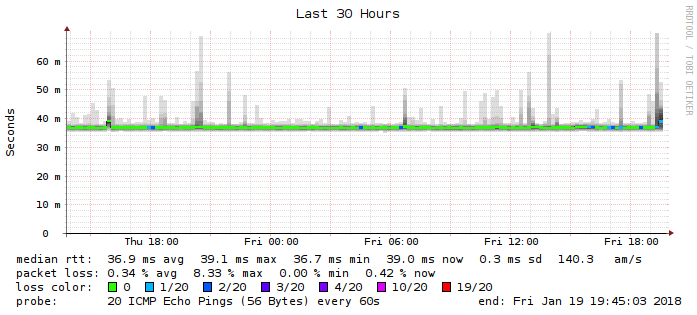 Last 30 Hours
RRDTOOL / TOBI OETIKER
Seconds
60 m
50 m
40 m
30 m
20 m
10 m
0
Thu 18:00 Fri 00:00 Fri 06:00 Fri 12:00 Fri 18:00
median rtt: 36.9 ms avg 39.1 ms max 36.7 ms min 39.0 ms now 0.3 ms sd 140.3 am/s
packet loss: 0.34 % avg 8.33 % max 0.00 % min 0.42 % now
loss color: 0 1/20 2/20 3/20 4/20 10/20 19/20
probe: 20 ICMP Echo Pings (56 Bytes) every 60s end: Fri Jan 19 19:45:03 2018